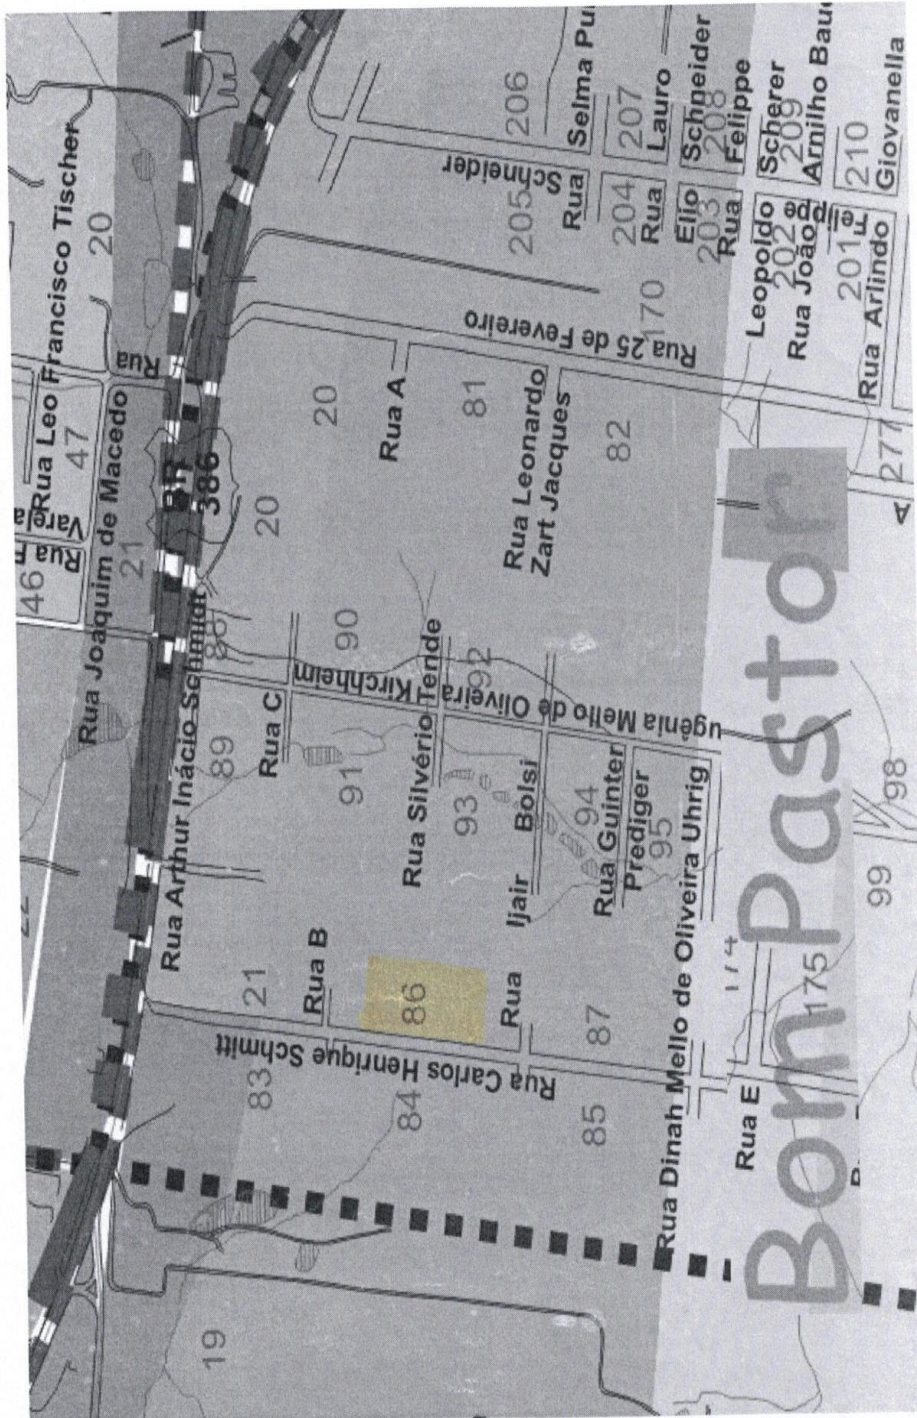 206
Selma Pu
207
Lauro
Schneider
208
Felippe
Scherer
209
Arnilho Bau
210
Giovanella
Rua Leo Francisco Tischer
20
Schneider
205
Rua
204
Rua
Elio
203
Rua
Leopoldo
202
Rua João
Felippe
201
Rua Arlindo
Rua
47
Varela
Rua
46
21
Rua Joaquim de Macedo
BR
386
20
20
Rua A
81
Rua 25 de Fevereiro
170
Rua Leonardo
Zart Jacques
82
277
A
90
92
Rua Arthur Inácio Schmidt
89
Rua C
91
Rua Silvério Tende
ugênia Mello de Oliveira Kirchheim
93
Ijair Bolsi
94
Rua Guinter
Prediger
95
Rua Dinah Mello de Oliveira Uhrig
98
99
21
Rua B
86
Rua
87
174
175
Rua Carlos Henrique Schmitt
83
84
85
Rua E
Bom Pastor
19